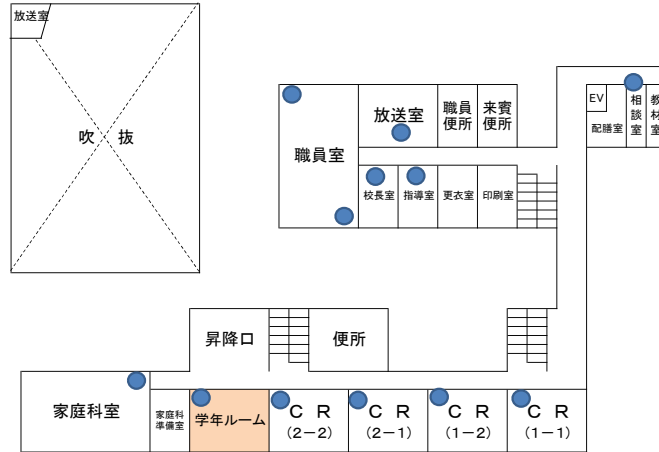 放送室
吹 抜
職員室
放送室
職員
便所
来賓
便所
校長室
指導室
更衣室
印刷室
EV
配膳室
相談室
教材室
昇降口
便所
家庭科室
家庭科
準備室
学年ルーム
ＣＲ
(2－2)
ＣＲ
(2－1)
ＣＲ
(1－2)
ＣＲ
(1－1)